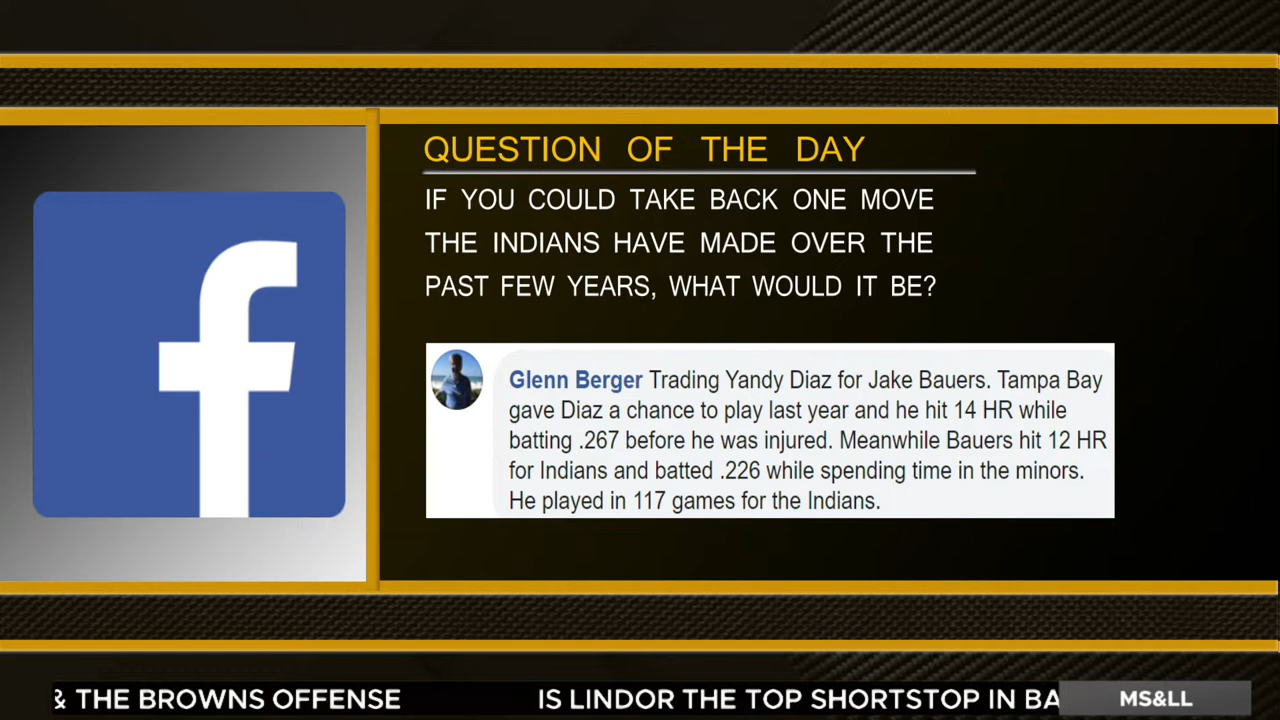 QUESTION OF THE DAY
IF YOU COULD TAKE BACK ONE MOVE
THE INDIANS HAVE MADE OVER THE
PAST FEW YEARS, WHAT WOULD IT BE?
Glenn Berger Trading Yandy Diaz for Jake Bauers. Tampa Bay
gave Diaz a chance to play last year and he hit 14 HR while
batting .267 before he was injured. Meanwhile Bauers hit 12 HR
for Indians and batted .226 while spending time in the minors.
He played in 117 games for the Indians.
& THE BROWNS OFFENSE IS LINDOR THE TOP SHORTSTOP IN BA
MS&LL